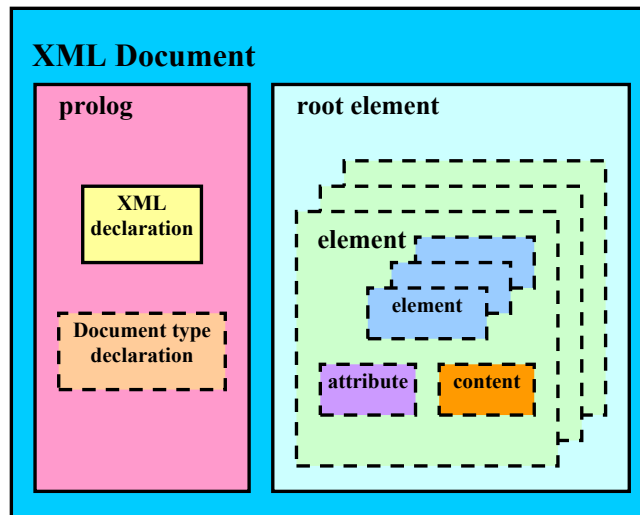 XML Document
prolog
XML
declaration
Document type
declaration
root element
element
element
attribute
content